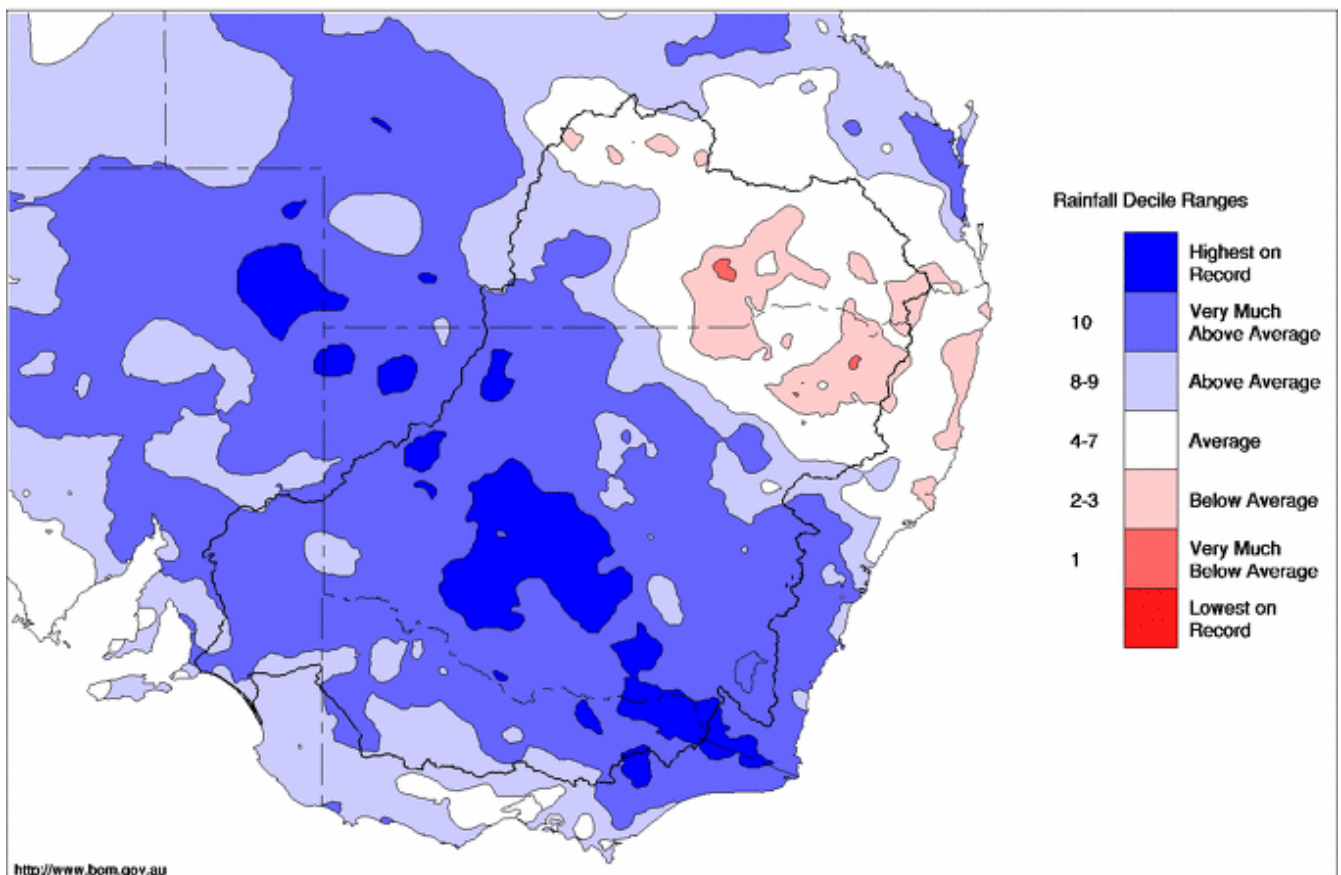 Rainfall Decile Ranges
Highest on
Record
10
Very Much
Above Average
8-9
Above Average
4-7
Average
2-3
Below Average
1
Very Much
Below Average
Lowest on
Record
http://www.bom.gov.au